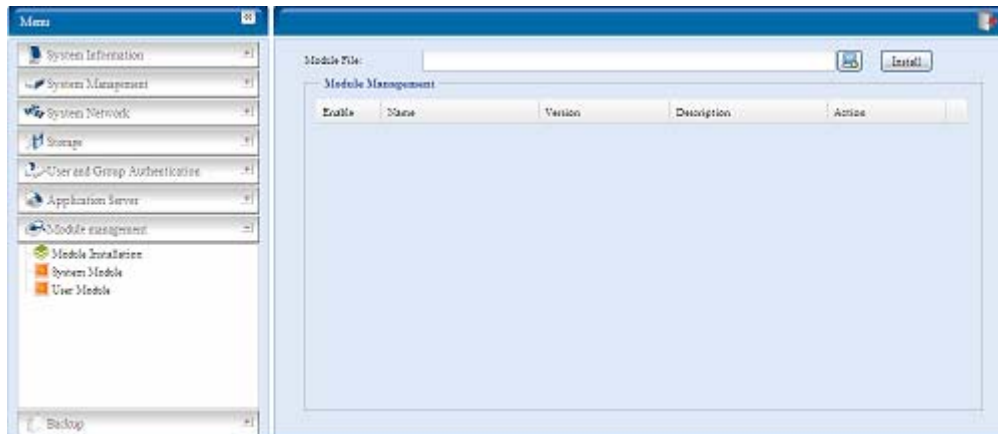 Menu
System Information
System Management
System Network
Storage
User and Group Authentication
Application Server
Module management
Module Installation
System Module
User Module
Backup
Module File:
Install
Module Management
Enable Name Version Description Action